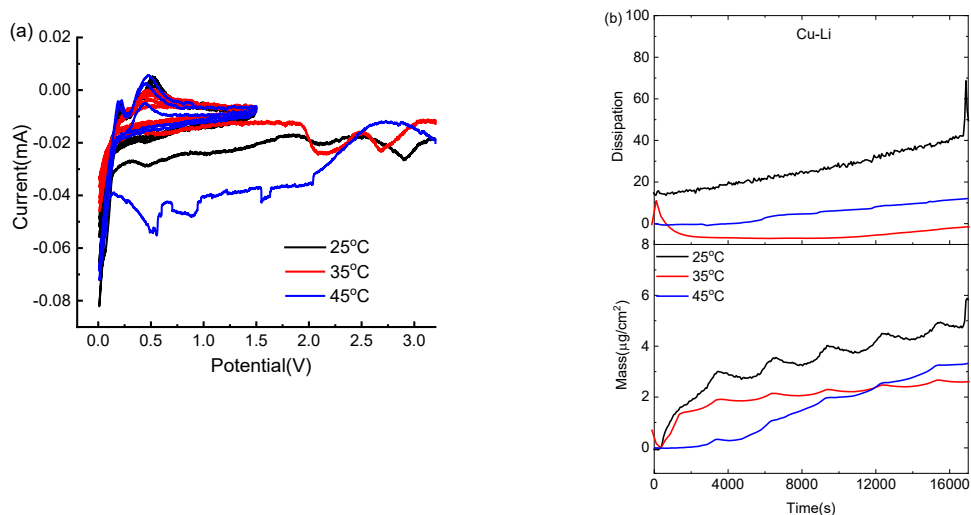 (a)
0.02
0.00
-0.02
-0.04
-0.06
-0.08
Current(mA)
25°C
35°C
45°C
0.0 0.5 1.0 1.5 2.0 2.5 3.0
Potential(V)
(b)
Cu-Li
100
80
60
40
20
0
Dissipation
8
6
4
2
0
Mass(μg/cm²)
25°C
35°C
45°C
0 4000 8000 12000 16000
Time(s)